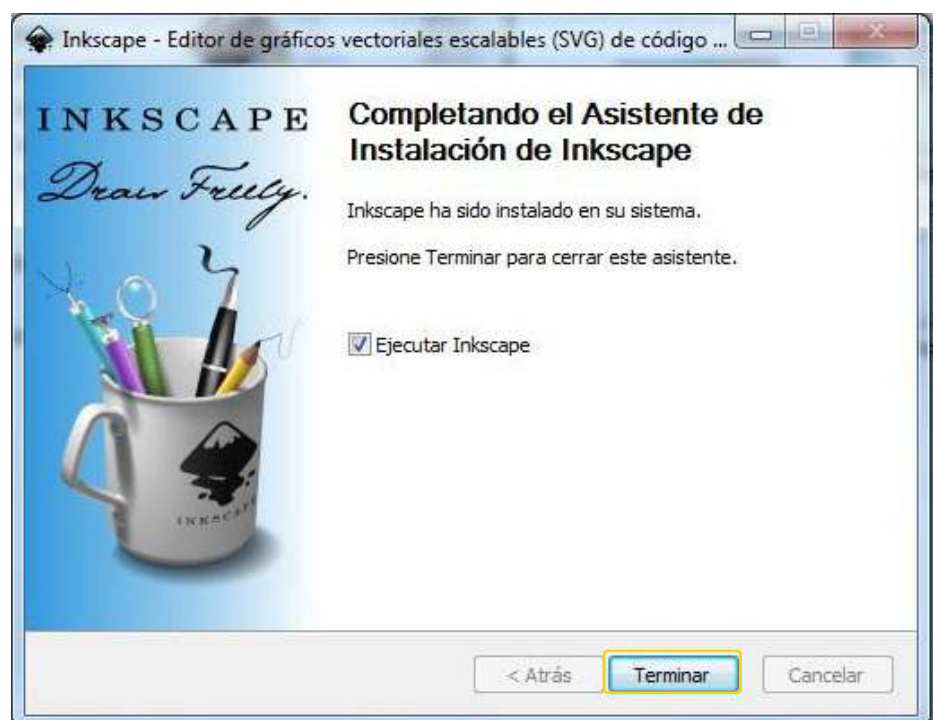 Inkscape - Editor de gráficos vectoriales escalables (SVG) de código ...
INKSCAPE
Draw Freely.
Completando el Asistente de
Instalación de Inkscape
Inkscape ha sido instalado en su sistema.
Presione Terminar para cerrar este asistente.
Ejecutar Inkscape
INKSCAPE
< Atrás
Terminar
Cancelar